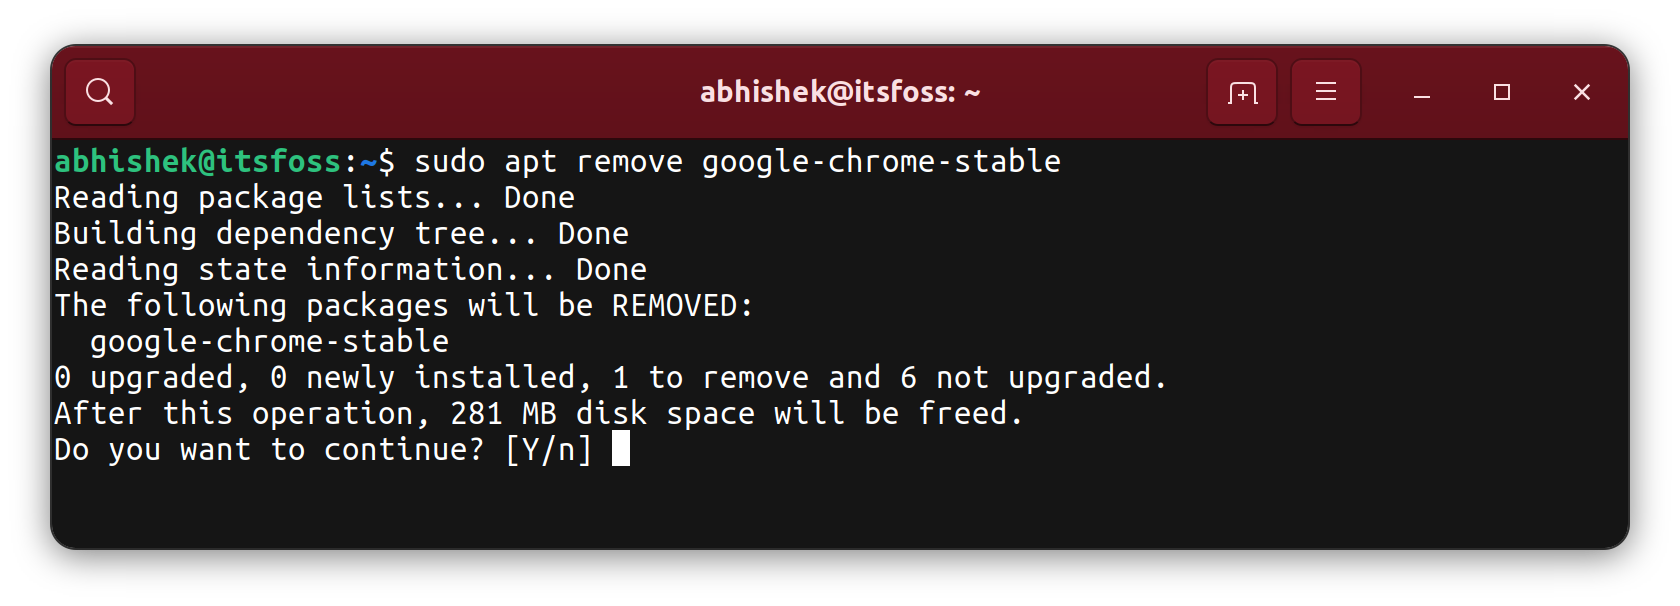 abhishek@itsfoss: ~
abhishek@itsfoss:~$ sudo apt remove google-chrome-stable
Reading package lists... Done
Building dependency tree... Done
Reading state information... Done
The following packages will be REMOVED:
  google-chrome-stable
0 upgraded, 0 newly installed, 1 to remove and 6 not upgraded.
After this operation, 281 MB disk space will be freed.
Do you want to continue? [Y/n]